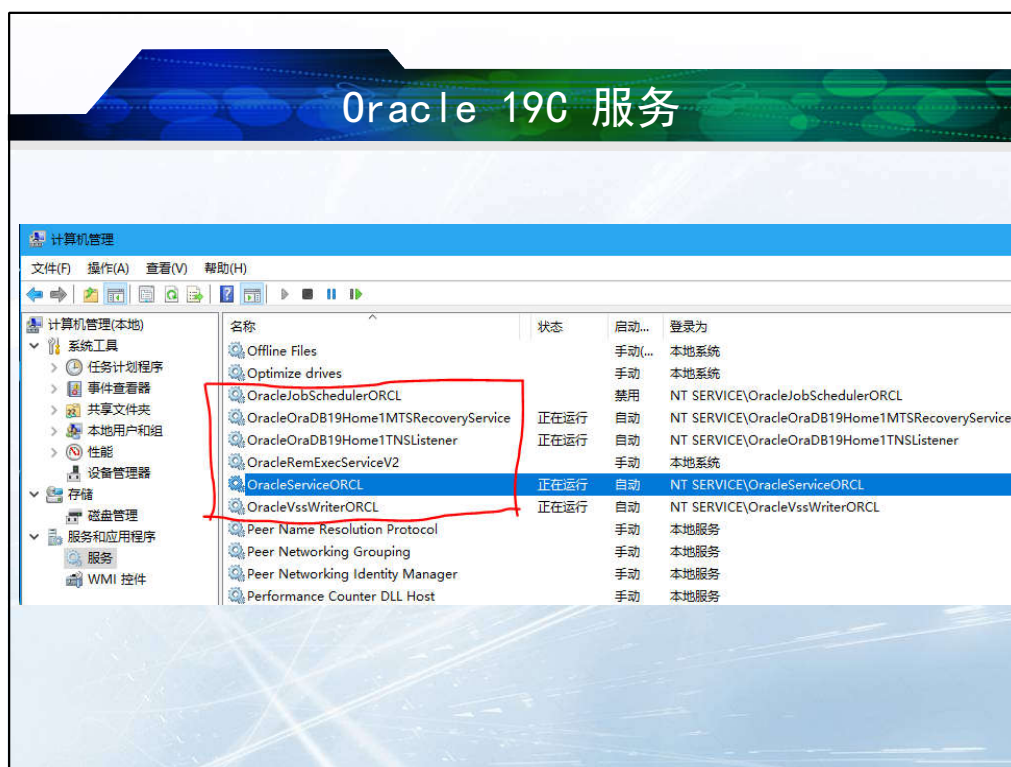 Oracle 19C 服务
计算机管理
文件(F) 操作(A) 查看(V) 帮助(H)
计算机管理(本地)
系统工具
任务计划程序
事件查看器
共享文件夹
本地用户和组
性能
设备管理器
存储
磁盘管理
服务和应用程序
服务
WMI 控件
名称 状态 启动... 登录为
Offline Files 手动(... 本地系统
Optimize drives 手动 本地系统
OracleJobSchedulerORCL 禁用 NT SERVICE\OracleJobSchedulerORCL
OracleOraDB19Home1MTSRecoveryService 正在运行 自动 NT SERVICE\OracleOraDB19Home1MTSRecoveryService
OracleOraDB19Home1TNSListener 正在运行 自动 NT SERVICE\OracleOraDB19Home1TNSListener
OracleRemExecServiceV2 手动 本地系统
OracleServiceORCL 正在运行 自动 NT SERVICE\OracleServiceORCL
OracleVssWriterORCL 正在运行 自动 NT SERVICE\OracleVssWriterORCL
Peer Name Resolution Protocol 手动 本地服务
Peer Networking Grouping 手动 本地服务
Peer Networking Identity Manager 手动 本地服务
Performance Counter DLL Host 手动 本地服务